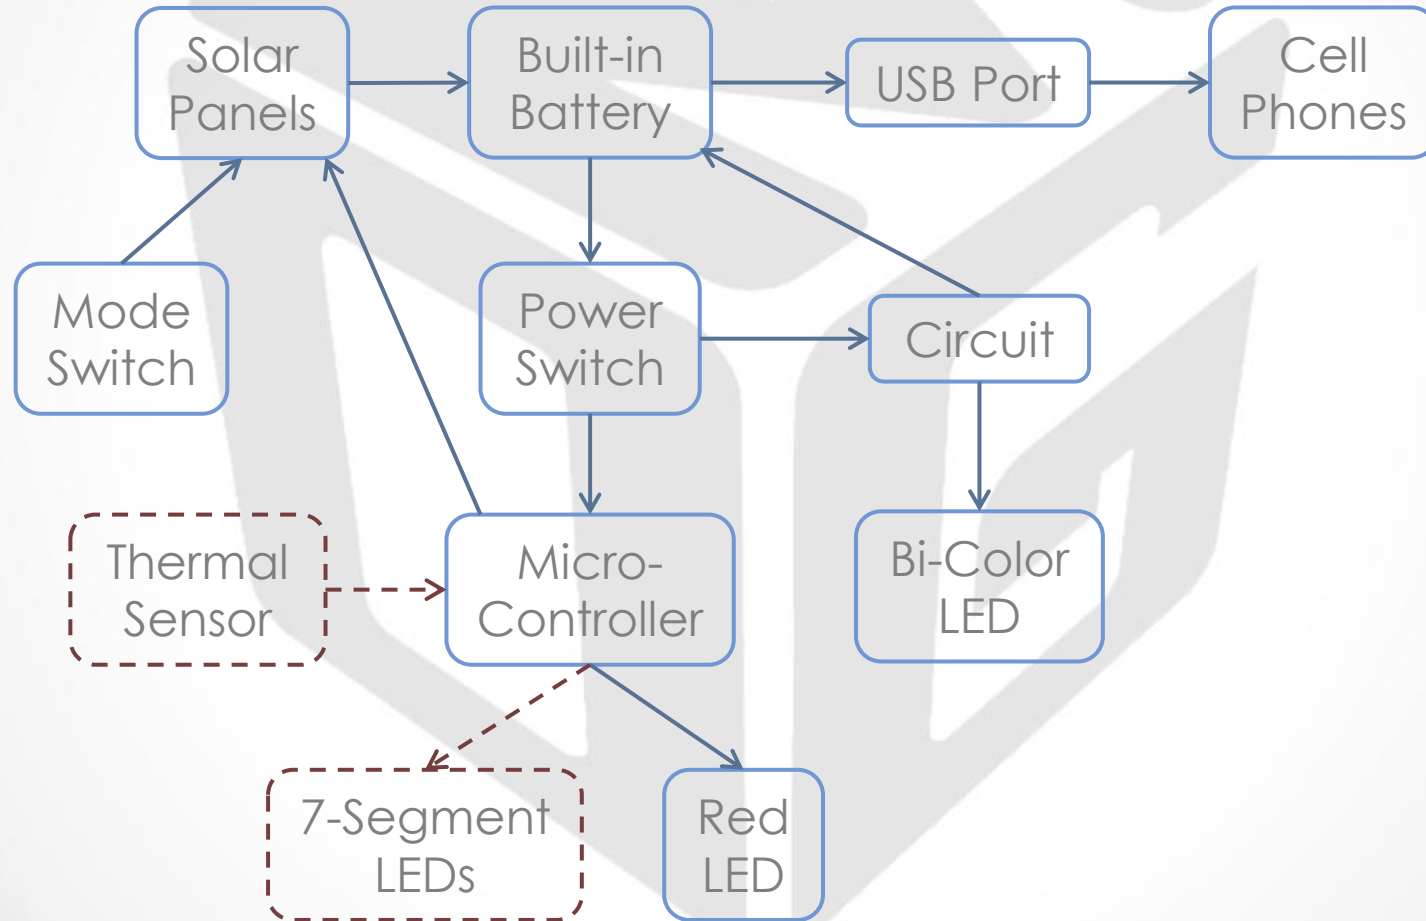 Solar
Panels
Built-in
Battery
USB Port
Cell
Phones
Mode
Switch
Power
Switch
Circuit
Thermal
Sensor
Micro-
Controller
Bi-Color
LED
7-Segment
LEDs
Red
LED